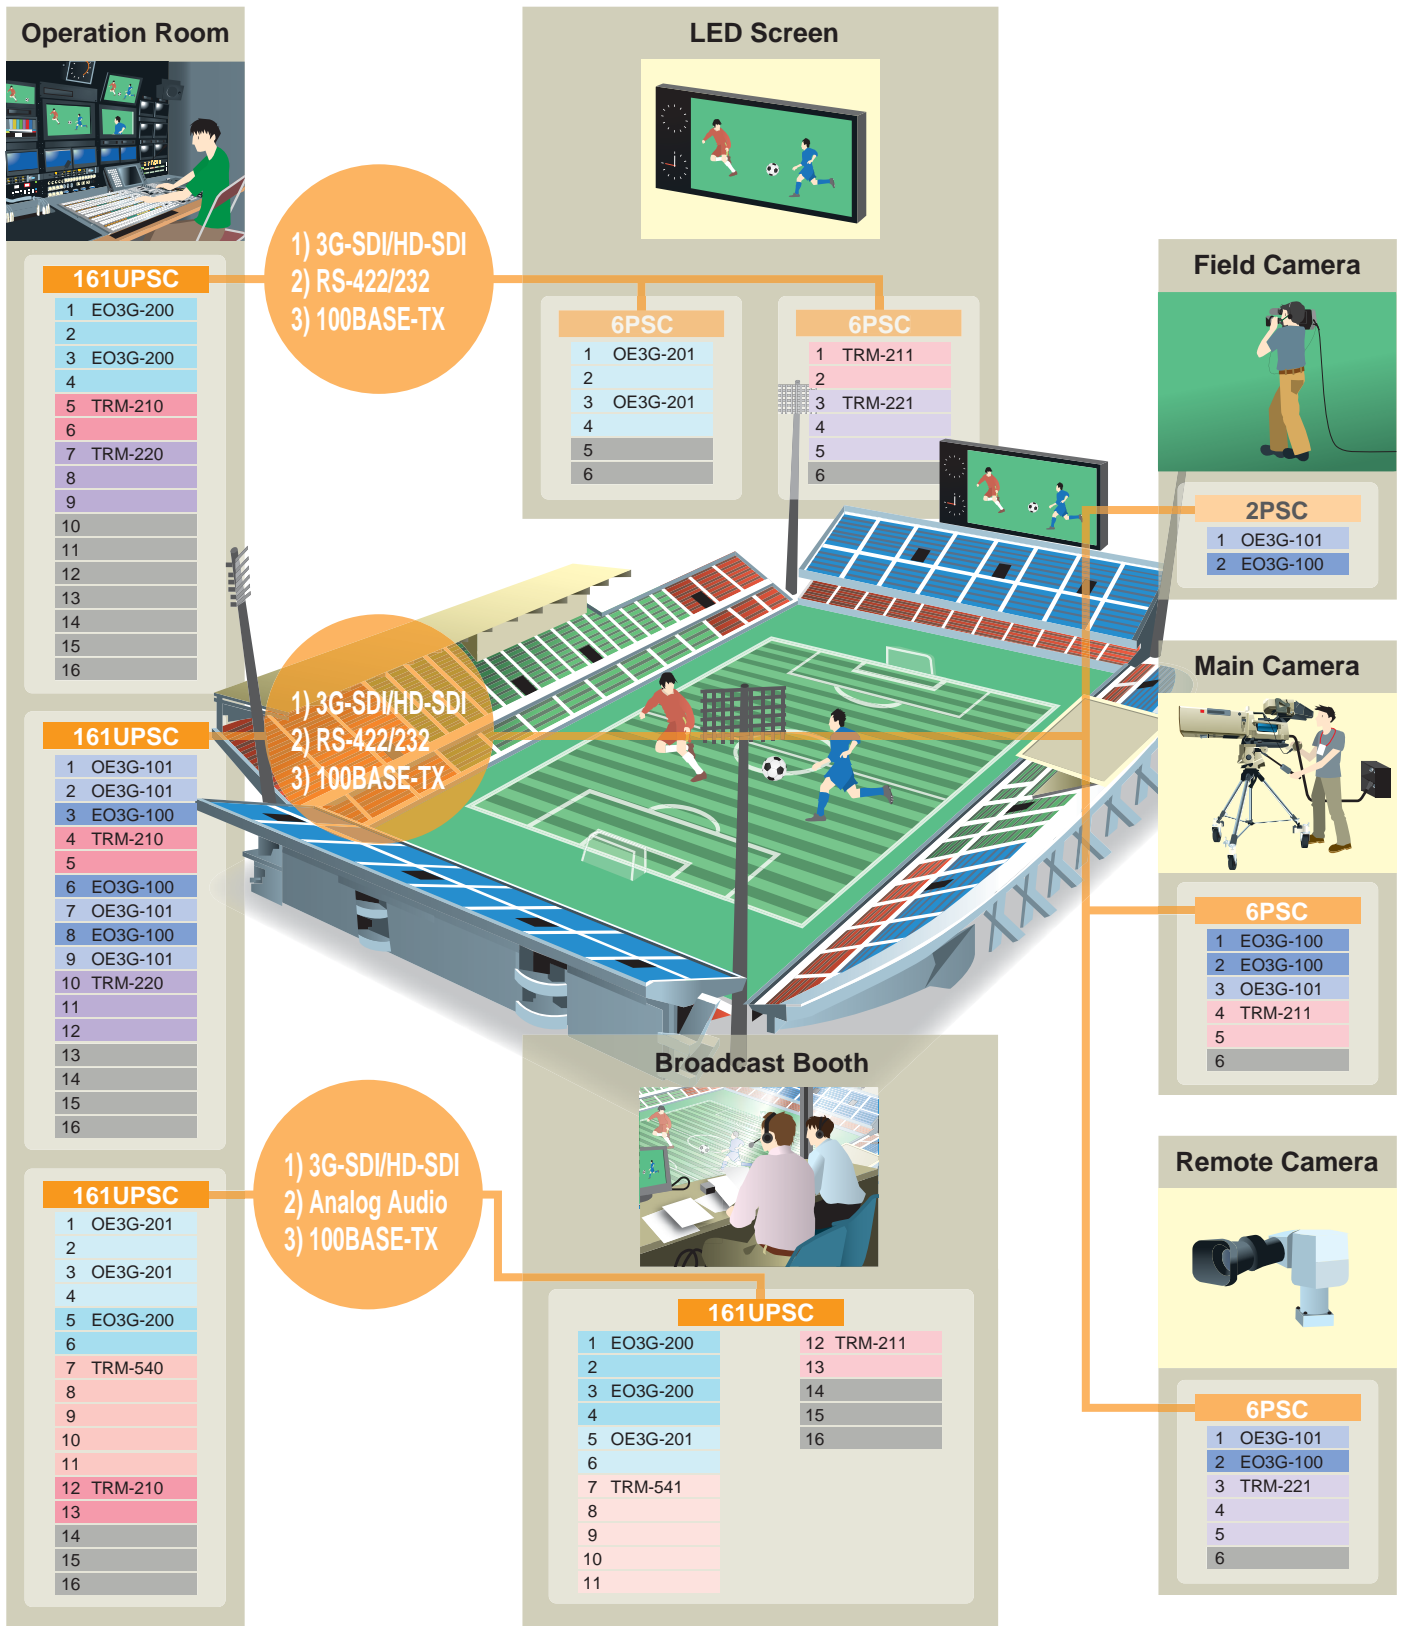 Operation Room
161UPSC
1 EO3G-200
2
3 EO3G-200
4
5 TRM-210
6
7 TRM-220
8
9
10
11
12
13
14
15
16
161UPSC
1 OE3G-101
2 OE3G-101
3 EO3G-100
4 TRM-210
5
6 EO3G-100
7 OE3G-101
8 EO3G-100
9 OE3G-101
10 TRM-220
11
12
13
14
15
16
161UPSC
1 OE3G-201
2
3 OE3G-201
4
5 EO3G-200
6
7 TRM-540
8
9
10
11
12 TRM-210
13
14
15
16
1) 3G-SDI/HD-SDI
2) RS-422/232
3) 100BASE-TX
1) 3G-SDI/HD-SDI
2) RS-422/232
3) 100BASE-TX
1) 3G-SDI/HD-SDI
2) Analog Audio
3) 100BASE-TX
LED Screen
6PSC
1 OE3G-201
2
3 OE3G-201
4
5
6
6PSC
1 TRM-211
2
3 TRM-221
4
5
6
Broadcast Booth
161UPSC
1 EO3G-200
2
3 EO3G-200
4
5 OE3G-201
6
7 TRM-541
8
9
10
11
12 TRM-211
13
14
15
16
Field Camera
2PSC
1 OE3G-101
2 EO3G-100
Main Camera
6PSC
1 EO3G-100
2 EO3G-100
3 OE3G-101
4 TRM-211
5
6
Remote Camera
6PSC
1 OE3G-101
2 EO3G-100
3 TRM-221
4
5
6